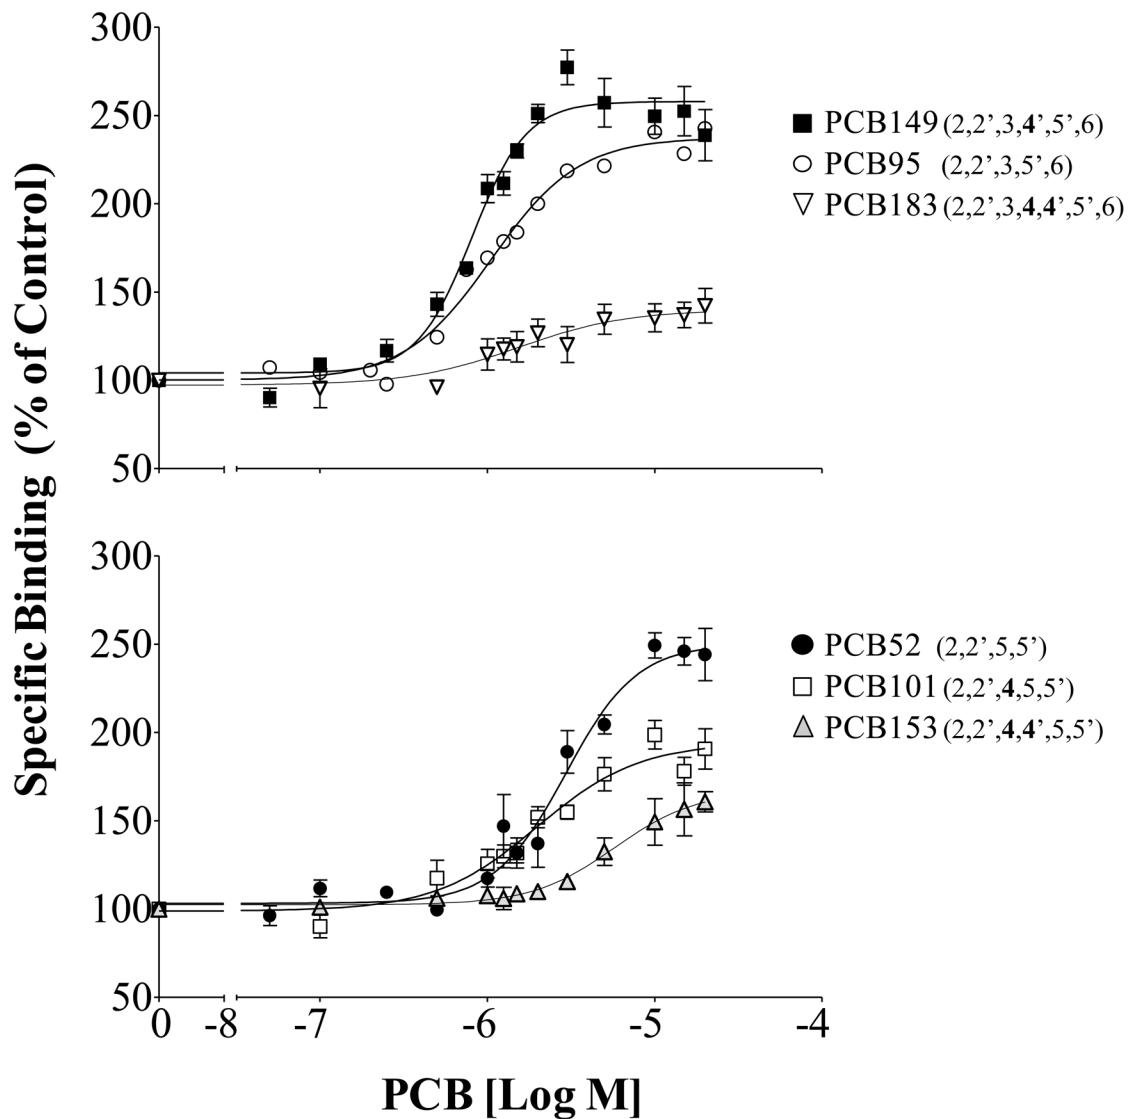 Specific Binding (% of Control)
300
250
200
150
100
50
PCB149 (2,2’,3,4’,5’,6)
PCB95 (2,2’,3,5’,6)
PCB183 (2,2’,3,4,4’,5’,6)
300
250
200
150
100
50
PCB52 (2,2’,5,5’)
PCB101 (2,2’,4,5,5’)
PCB153 (2,2’,4,4’,5,5’)
0 -8 -7 -6 -5 -4
PCB [Log M]